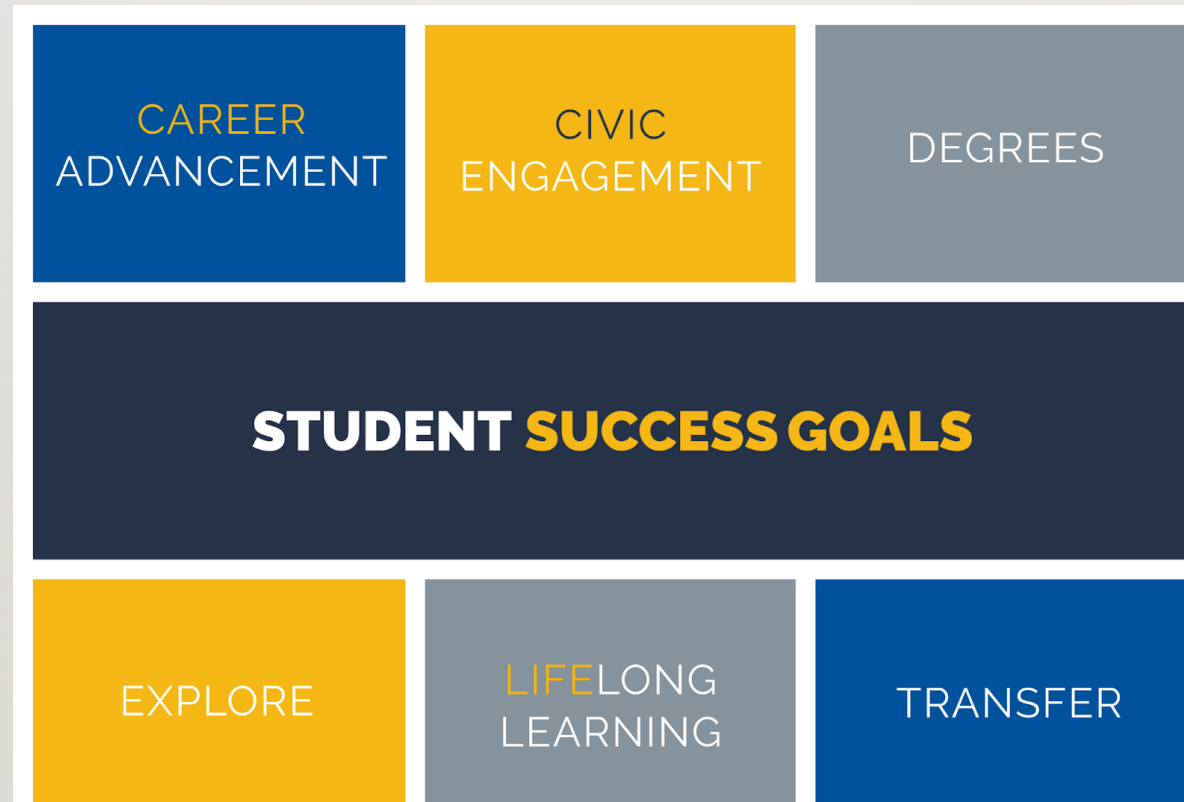 CAREER
ADVANCEMENT
CIVIC
ENGAGEMENT
DEGREES
STUDENT SUCCESS GOALS
EXPLORE
LIFELONG
LEARNING
TRANSFER